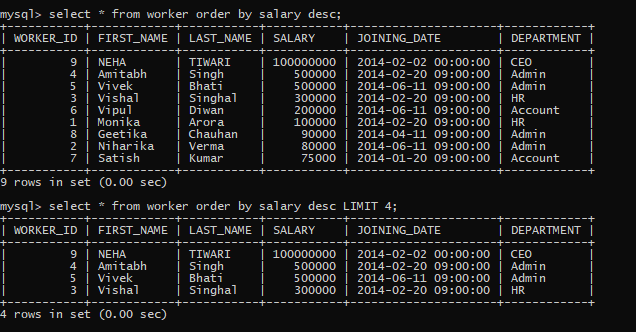 mysql> select * from worker order by salary desc;
+-----------+------------+-----------+-----------+---------------------+------------+
| WORKER_ID | FIRST_NAME | LAST_NAME | SALARY    | JOINING_DATE        | DEPARTMENT |
+-----------+------------+-----------+-----------+---------------------+------------+
|         9 | NEHA       | TIWARI    | 100000000 | 2014-02-02 00:00:00 | CEO        |
|         4 | Amitabh    | Singh     |    500000 | 2014-02-20 09:00:00 | Admin      |
|         5 | Vivek      | Bhati     |    500000 | 2014-06-11 09:00:00 | Admin      |
|         3 | Vishal     | Singhal   |    300000 | 2014-02-20 09:00:00 | HR         |
|         6 | Vipul      | Diwan     |    200000 | 2014-06-11 09:00:00 | Account    |
|         1 | Monika     | Arora     |    100000 | 2014-02-20 09:00:00 | HR         |
|         8 | Geetika    | Chauhan   |     90000 | 2014-04-11 09:00:00 | Admin      |
|         2 | Niharika   | Verma     |     80000 | 2014-06-11 09:00:00 | Admin      |
|         7 | Satish     | Kumar     |     75000 | 2014-01-20 09:00:00 | Account    |
+-----------+------------+-----------+-----------+---------------------+------------+
9 rows in set (0.00 sec)
mysql> select * from worker order by salary desc LIMIT 4;
+-----------+------------+-----------+-----------+---------------------+------------+
| WORKER_ID | FIRST_NAME | LAST_NAME | SALARY    | JOINING_DATE        | DEPARTMENT |
+-----------+------------+-----------+-----------+---------------------+------------+
|         9 | NEHA       | TIWARI    | 100000000 | 2014-02-02 00:00:00 | CEO        |
|         4 | Amitabh    | Singh     |    500000 | 2014-02-20 09:00:00 | Admin      |
|         5 | Vivek      | Bhati     |    500000 | 2014-06-11 09:00:00 | Admin      |
|         3 | Vishal     | Singhal   |    300000 | 2014-02-20 09:00:00 | HR         |
+-----------+------------+-----------+-----------+---------------------+------------+
4 rows in set (0.00 sec)